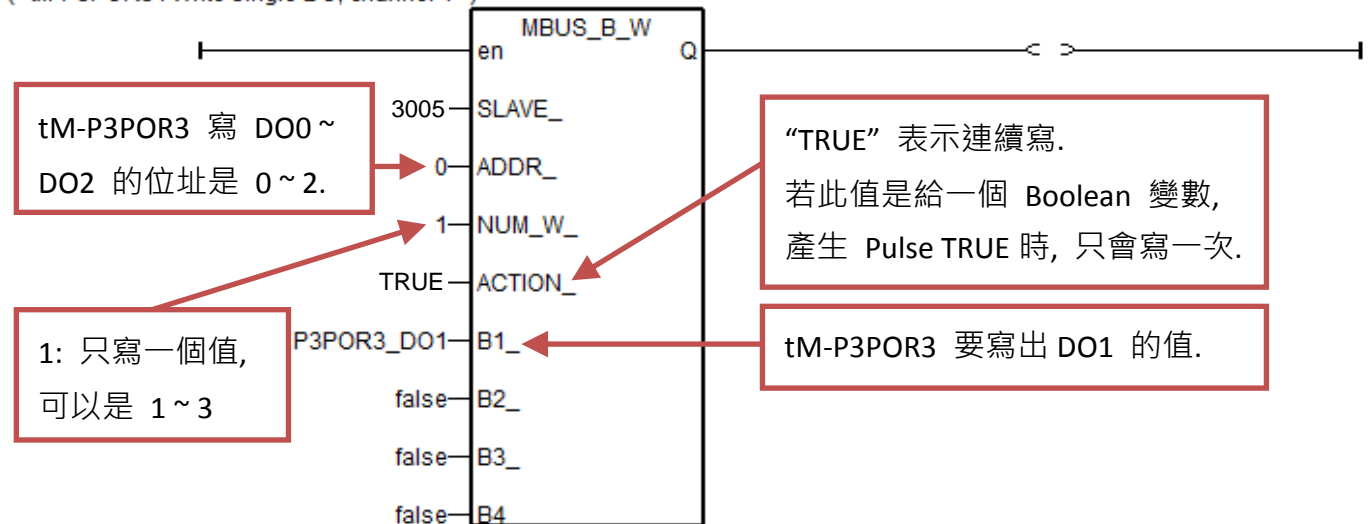 MBUS_B_W
en Q
tM-P3POR3 寫 DO0 ~
DO2 的位址是 0 ~ 2.
3005 SLAVE_
0 ADDR_
1 NUM_W_
TRUE ACTION_
P3POR3_DO1 B1_
false B2_
false B3_
false B4
“TRUE” 表示連續寫.
若此值是給一個 Boolean 變數,
產生 Pulse TRUE 時, 只會寫一次.
1: 只寫一個值,
可以是 1 ~ 3
tM-P3POR3 要寫出 DO1 的值.